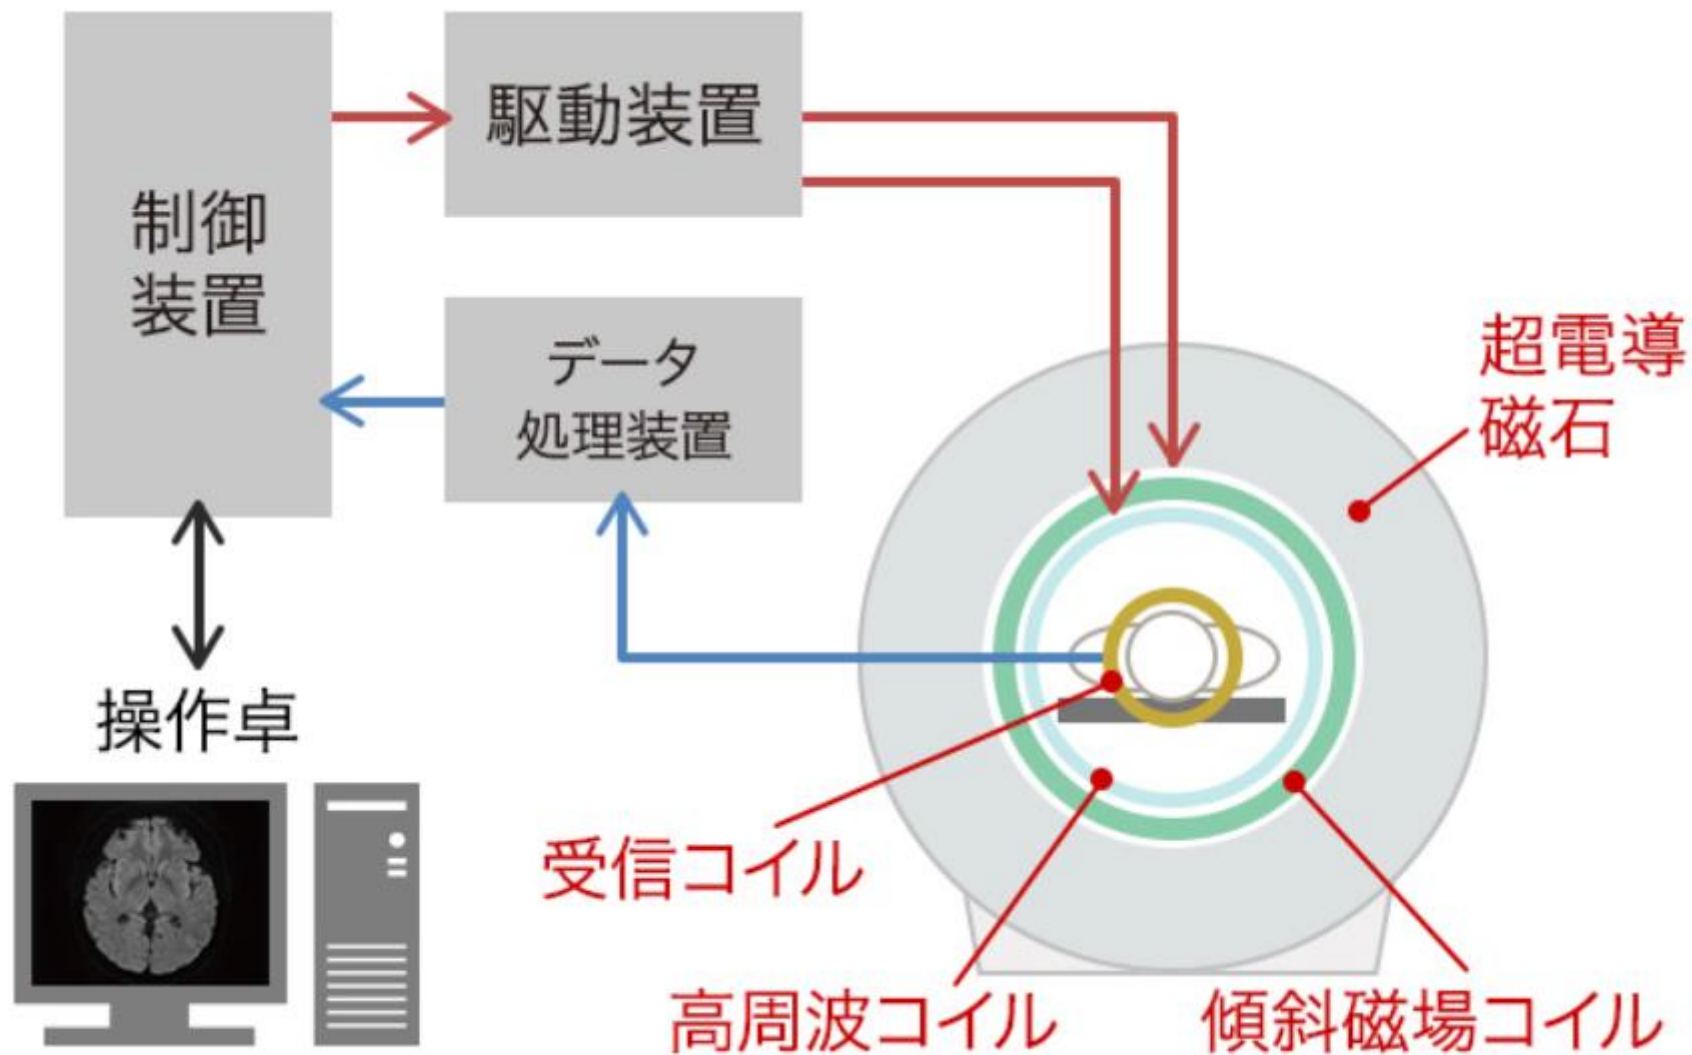 駆動装置
制御
装置
データ
処理装置
超電導
磁石
操作卓
受信コイル
高周波コイル
傾斜磁場コイル